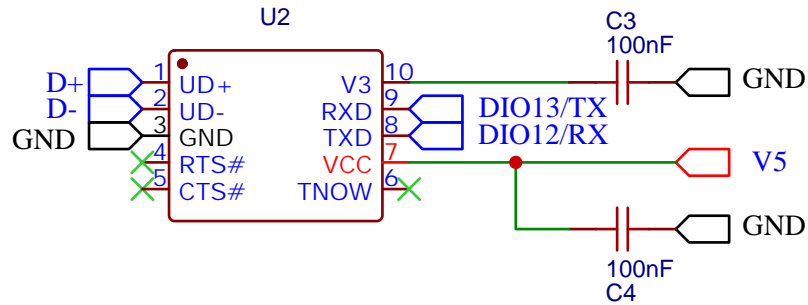 U2
C3
100nF
D+ 1 UD+ V3 10 GND
D- 2 UD- RXD 9 DIO13/TX
GND 3 GND TXD 8 DIO12/RX
4 RTS# VCC 7 V5
5 CTS# TNOW 6
GND
100nF
C4